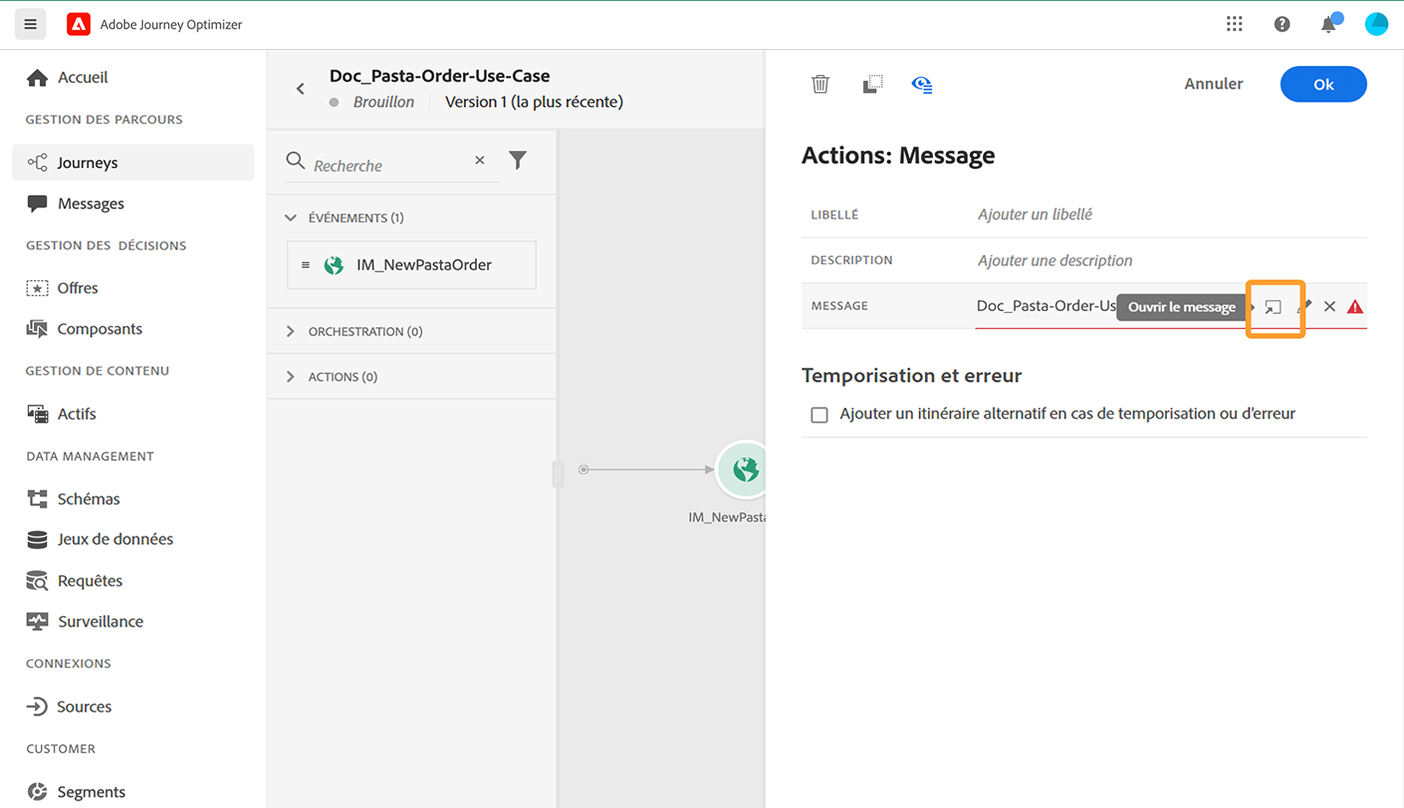 Adobe Journey Optimizer
Accueil
GESTION DES PARCOURS
Journeys
Messages
GESTION DES DÉCISIONS
Offres
Composants
GESTION DE CONTENU
Actifs
DATA MANAGEMENT
Schémas
Jeux de données
Requêtes
Surveillance
CONNEXIONS
Sources
CUSTOMER
Segments
Doc_Pasta-Order-Use-Case
Brouillon Version 1 (la plus récente)
Recherche
ÉVÉNEMENTS (1)
IM_NewPastaOrder
ORCHESTRATION (0)
ACTIONS (0)
IM_NewPasta
Annuler Ok
Actions: Message
LIBELLÉ Ajouter un libellé
DESCRIPTION Ajouter une description
MESSAGE Doc_Pasta-Order-Us Ouvrir le message
Temporisation et erreur
Ajouter un itinéraire alternatif en cas de temporisation ou d'erreur